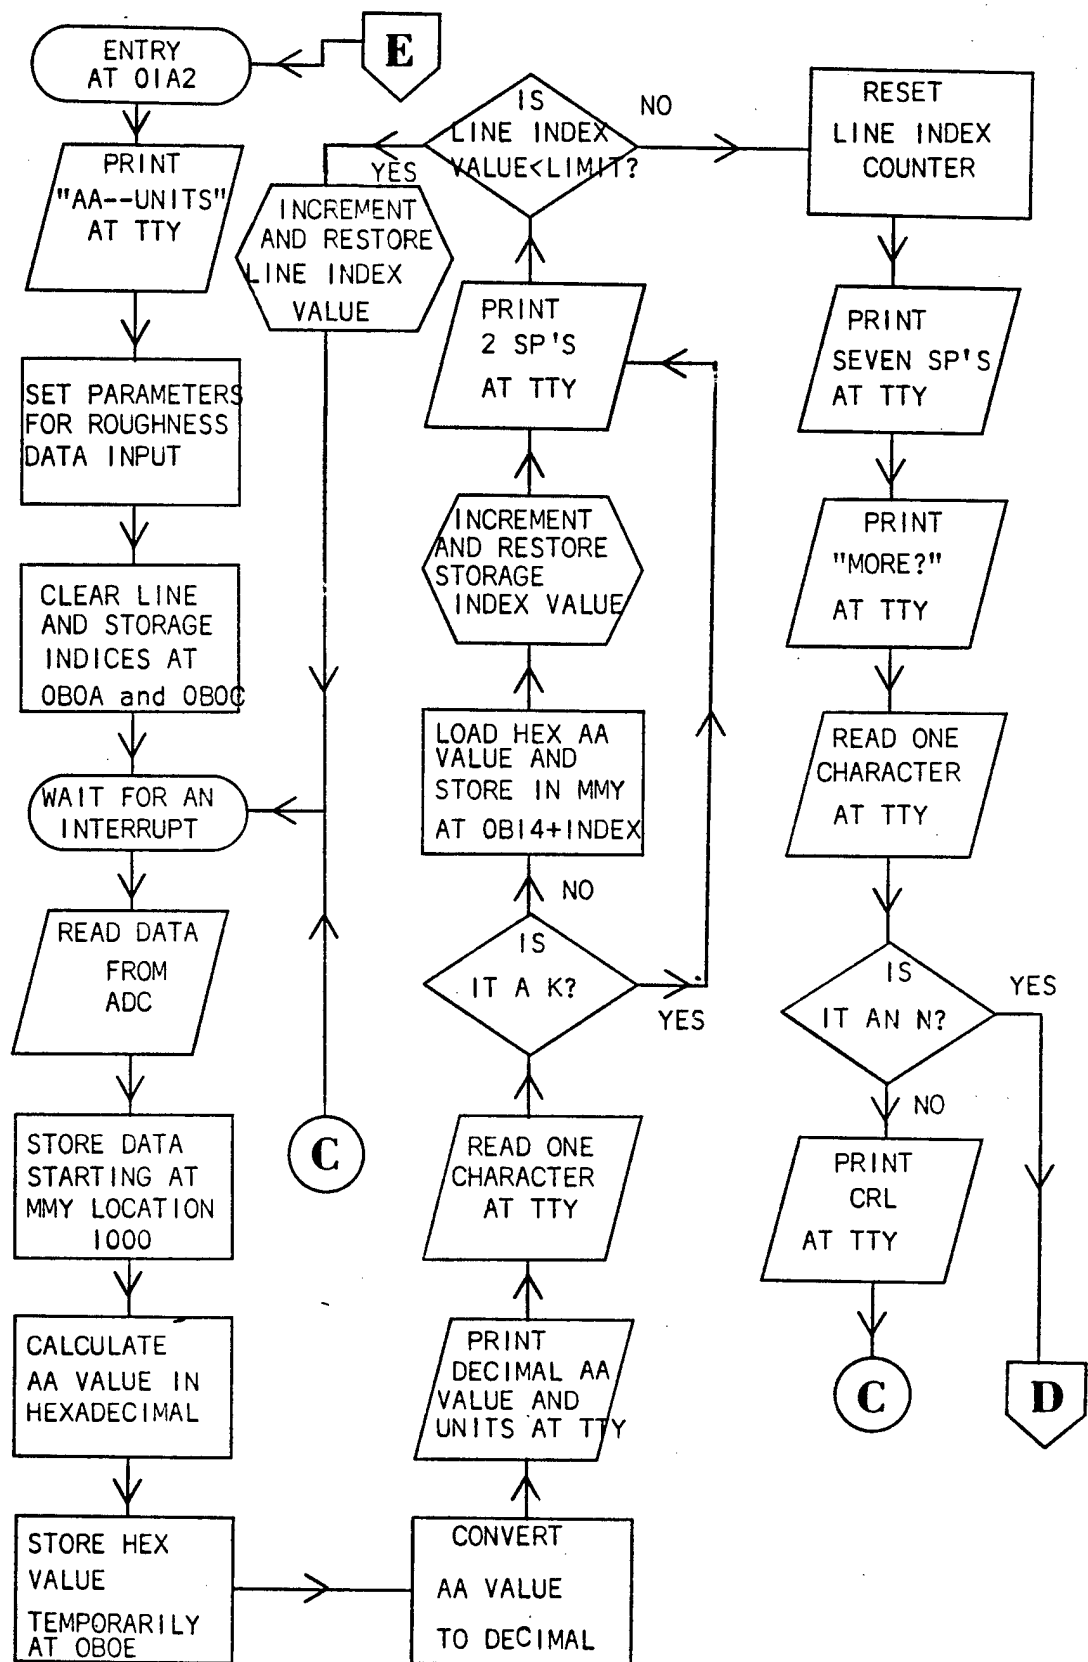 ENTRY
AT 01A2
E
PRINT
"AA--UNITS"
AT TTY
SET PARAMETERS
FOR ROUGHNESS
DATA INPUT
CLEAR LINE
AND STORAGE
INDICES AT
0B0A and 0B0C
WAIT FOR AN
INTERRUPT
READ DATA
FROM
ADC
STORE DATA
STARTING AT
MMY LOCATION
1000
CALCULATE
AA VALUE IN
HEXADECIMAL
STORE HEX
VALUE
TEMPORARILY
AT 0B0E
CONVERT
AA VALUE
TO DECIMAL
PRINT
DECIMAL AA
VALUE AND
UNITS AT TTY
READ ONE
CHARACTER
AT TTY
IS
IT A K?
YES
NO
LOAD HEX AA
VALUE AND
STORE IN MMY
AT 0B14+INDEX
INCREMENT
AND RESTORE
STORAGE
INDEX VALUE
PRINT
2 SP'S
AT TTY
IS
LINE INDEX
VALUE<LIMIT?
YES
NO
INCREMENT
AND RESTORE
LINE INDEX
VALUE
C
RESET
LINE INDEX
COUNTER
PRINT
SEVEN SP'S
AT TTY
PRINT
"MORE?"
AT TTY
READ ONE
CHARACTER
AT TTY
IS
IT AN N?
YES
NO
PRINT
CRL
AT TTY
C
D